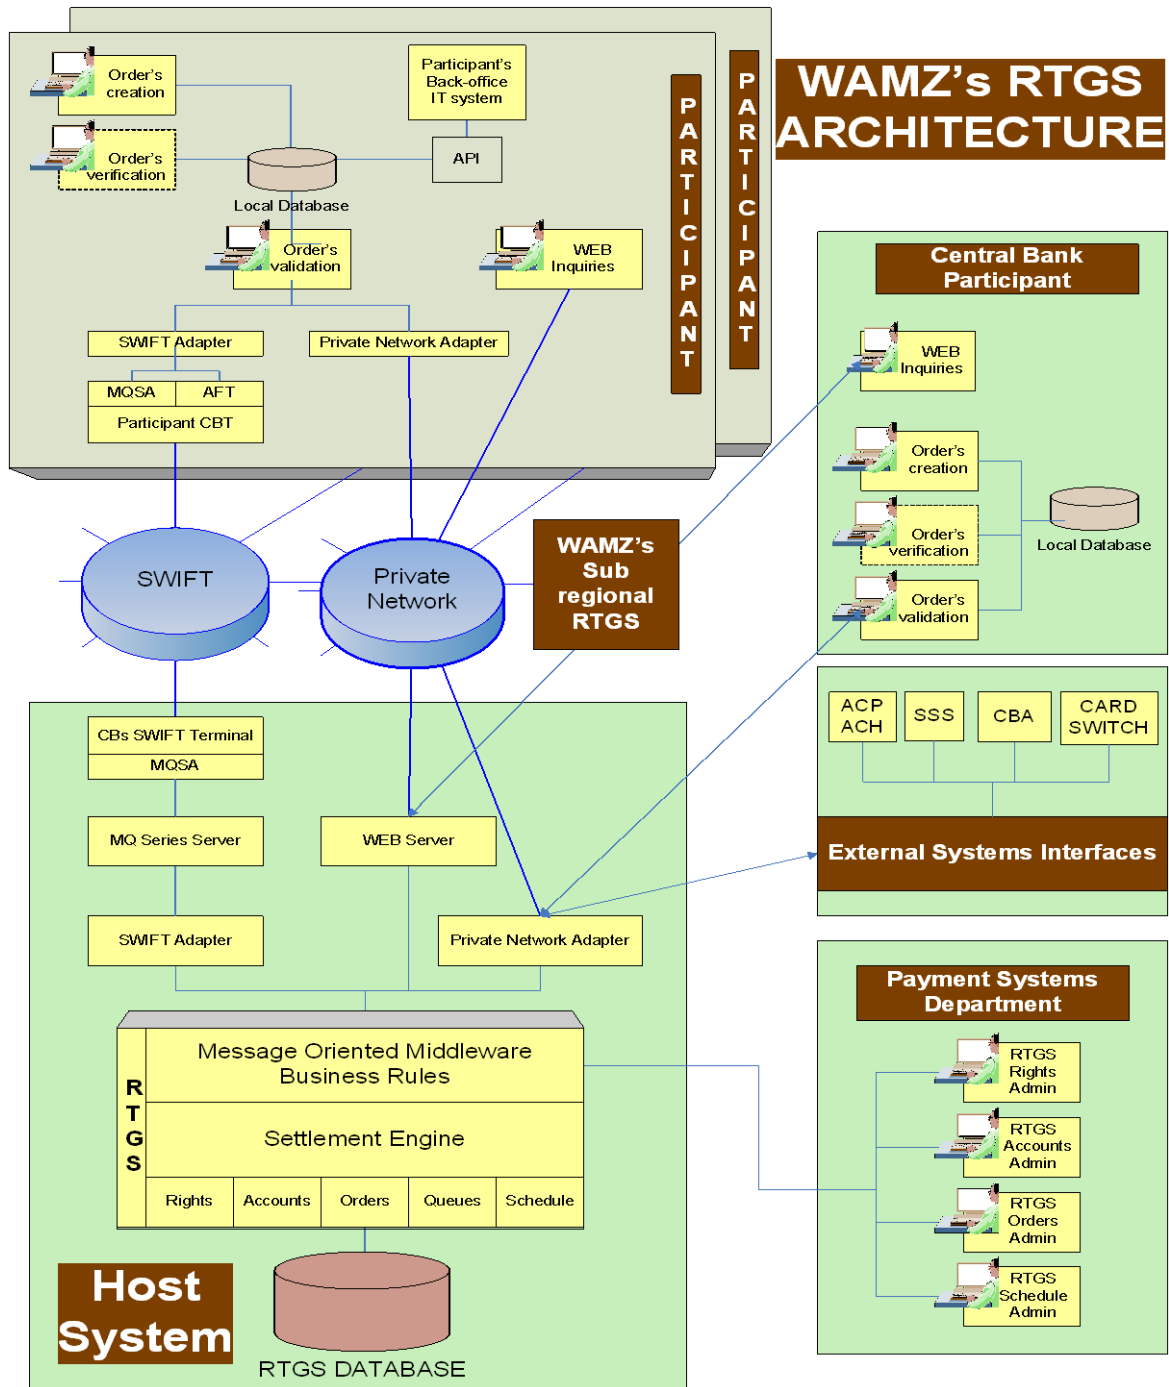 WAMZ's RTGS
ARCHITECTURE
Order's
creation
Order's
verification
Participant's
Back-office
IT system
API
Local Database
Order's
validation
WEB
Inquiries
SWIFT Adapter
Private Network Adapter
MQSA
AFT
Participant CBT
PARTICIPANT
PARTICIPANT
SWIFT
Private
Network
WAMZ's
Sub
regional
RTGS
Central Bank
Participant
WEB
Inquiries
Order's
creation
Order's
verification
Order's
validation
Local Database
ACP
ACH
SSS
CBA
CARD
SWITCH
External Systems Interfaces
CBs SWIFT Terminal
MQSA
MQ Series Server
WEB Server
SWIFT Adapter
Private Network Adapter
RTGS
Message Oriented Middleware
Business Rules
Settlement Engine
Rights
Accounts
Orders
Queues
Schedule
Host
System
RTGS DATABASE
Payment Systems
Department
RTGS
Rights
Admin
RTGS
Accounts
Admin
RTGS
Orders
Admin
RTGS
Schedule
Admin